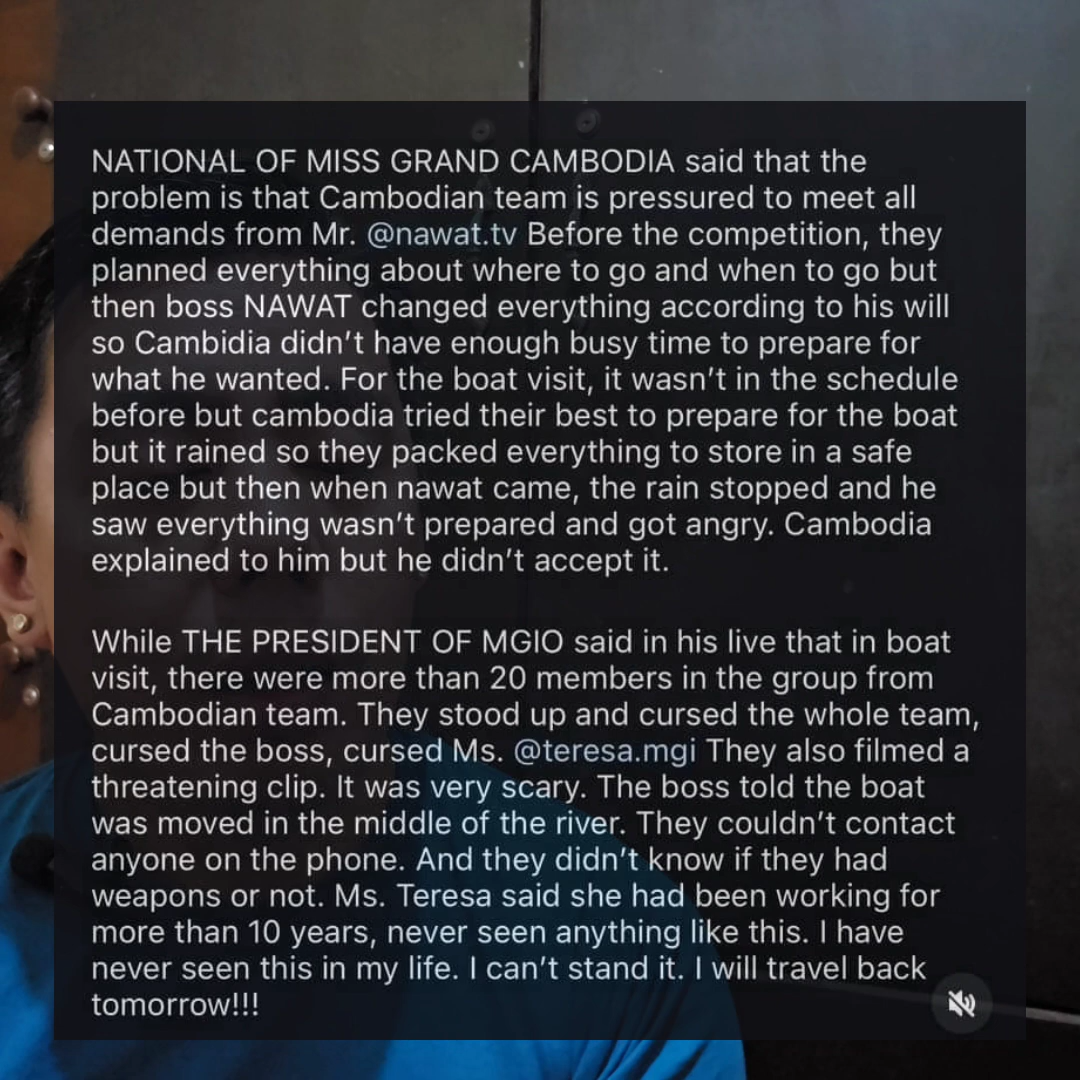 NATIONAL OF MISS GRAND CAMBODIA said that the
problem is that Cambodian team is pressured to meet all
demands from Mr. @nawat.tv Before the competition, they
planned everything about where to go and when to go but
then boss NAWAT changed everything according to his will
so Cambidia didn’t have enough busy time to prepare for
what he wanted. For the boat visit, it wasn’t in the schedule
before but cambodia tried their best to prepare for the boat
but it rained so they packed everything to store in a safe
place but then when nawat came, the rain stopped and he
saw everything wasn’t prepared and got angry. Cambodia
explained to him but he didn’t accept it.
While THE PRESIDENT OF MGIO said in his live that in boat
visit, there were more than 20 members in the group from
Cambodian team. They stood up and cursed the whole team,
cursed the boss, cursed Ms. @teresa.mgi They also filmed a
threatening clip. It was very scary. The boss told the boat
was moved in the middle of the river. They couldn’t contact
anyone on the phone. And they didn’t know if they had
weapons or not. Ms. Teresa said she had been working for
more than 10 years, never seen anything like this. I have
never seen this in my life. I can’t stand it. I will travel back
tomorrow!!!